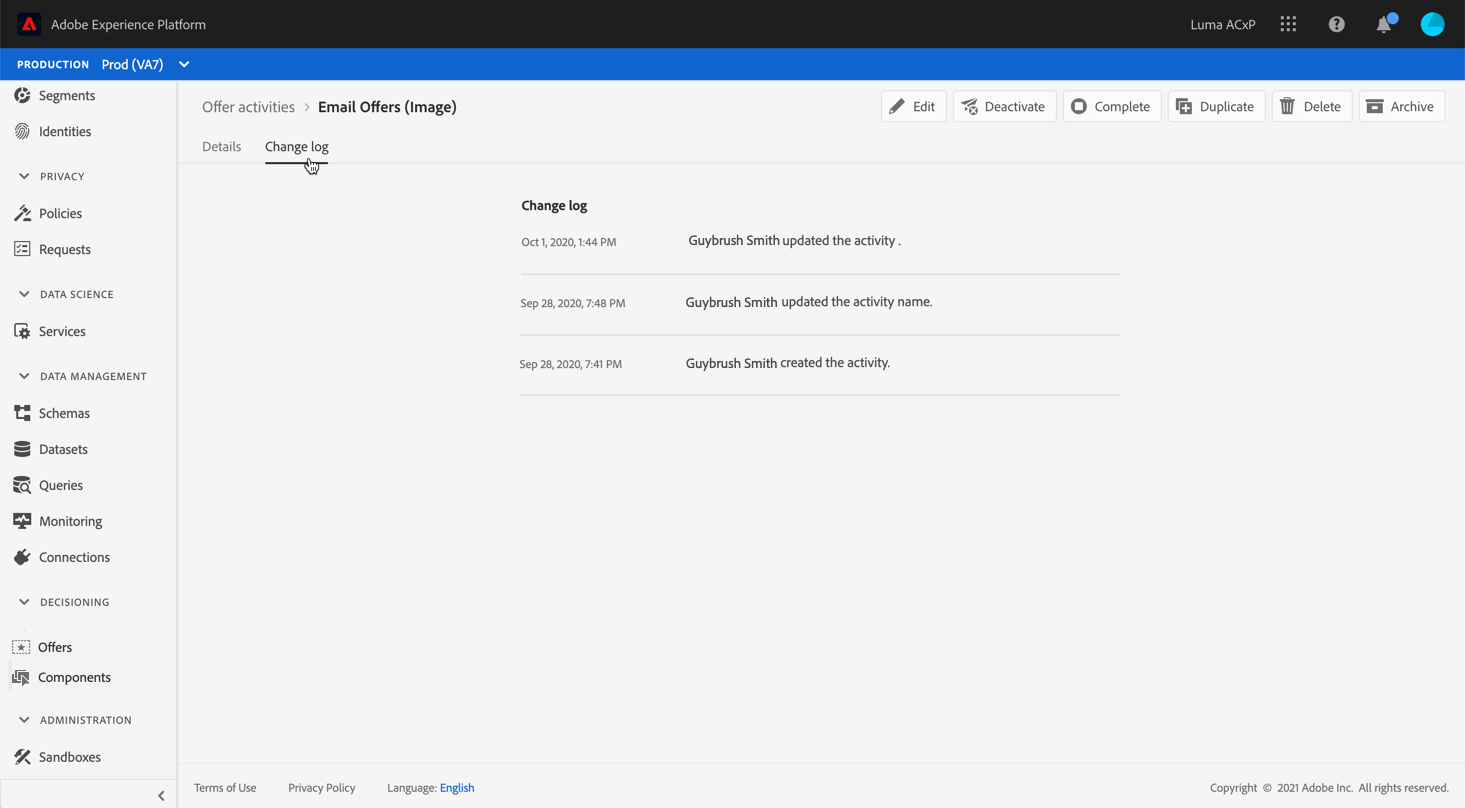 Adobe Experience Platform
Luma ACxP
PRODUCTION Prod (VA7)
Segments
Identities
PRIVACY
Policies
Requests
DATA SCIENCE
Services
DATA MANAGEMENT
Schemas
Datasets
Queries
Monitoring
Connections
DECISIONING
Offers
Components
ADMINISTRATION
Sandboxes
Offer activities > Email Offers (Image)
Edit
Deactivate
Complete
Duplicate
Delete
Archive
Details
Change log
Change log
Oct 1, 2020, 1:44 PM Guybrush Smith updated the activity .
Sep 28, 2020, 7:48 PM Guybrush Smith updated the activity name.
Sep 28, 2020, 7:41 PM Guybrush Smith created the activity.
Terms of Use Privacy Policy Language: English Copyright © 2021 Adobe Inc. All rights reserved.